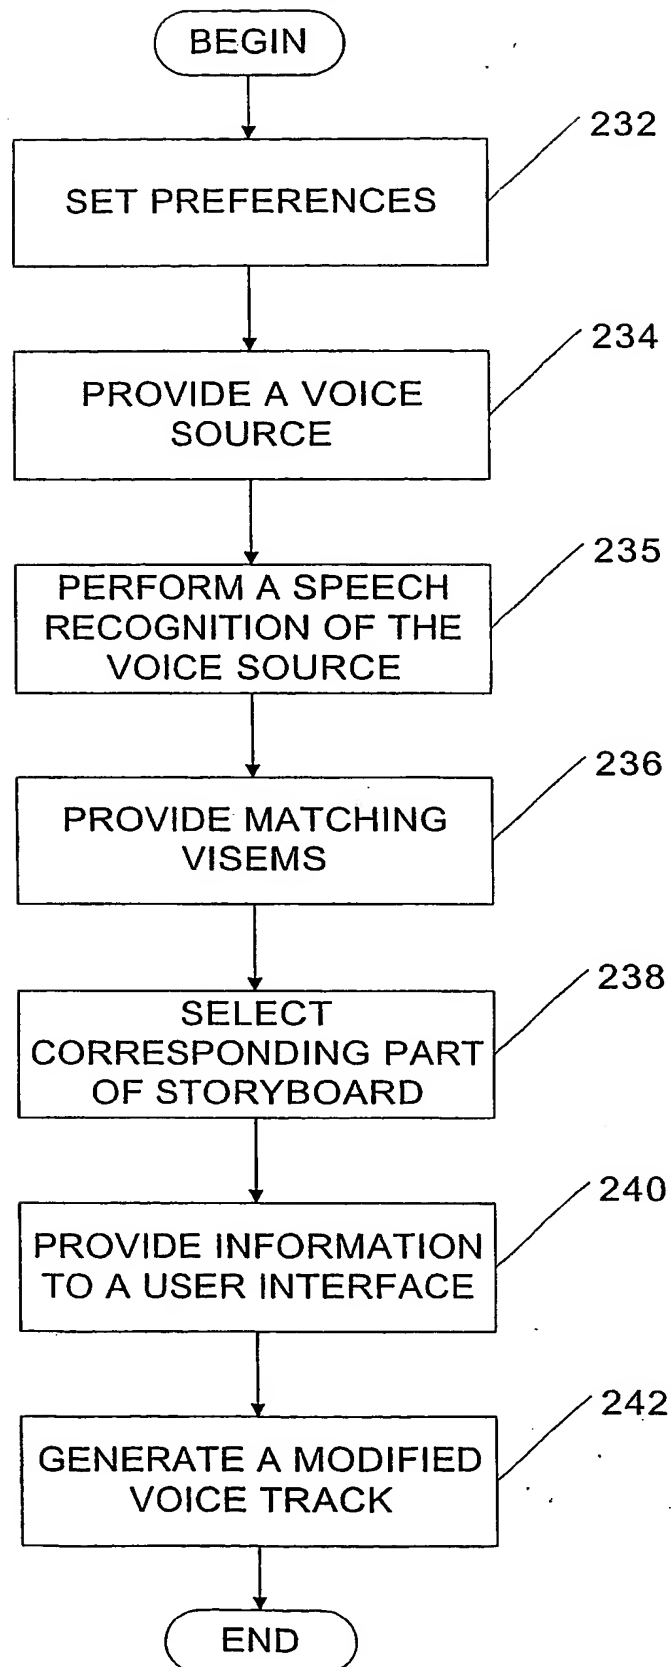 BEGIN
232
SET PREFERENCES
234
PROVIDE A VOICE
SOURCE
235
PERFORM A SPEECH
RECOGNITION OF THE
VOICE SOURCE
236
PROVIDE MATCHING
VISEMS
238
SELECT
CORRESPONDING PART
OF STORYBOARD
240
PROVIDE INFORMATION
TO A USER INTERFACE
242
GENERATE A MODIFIED
VOICE TRACK
END